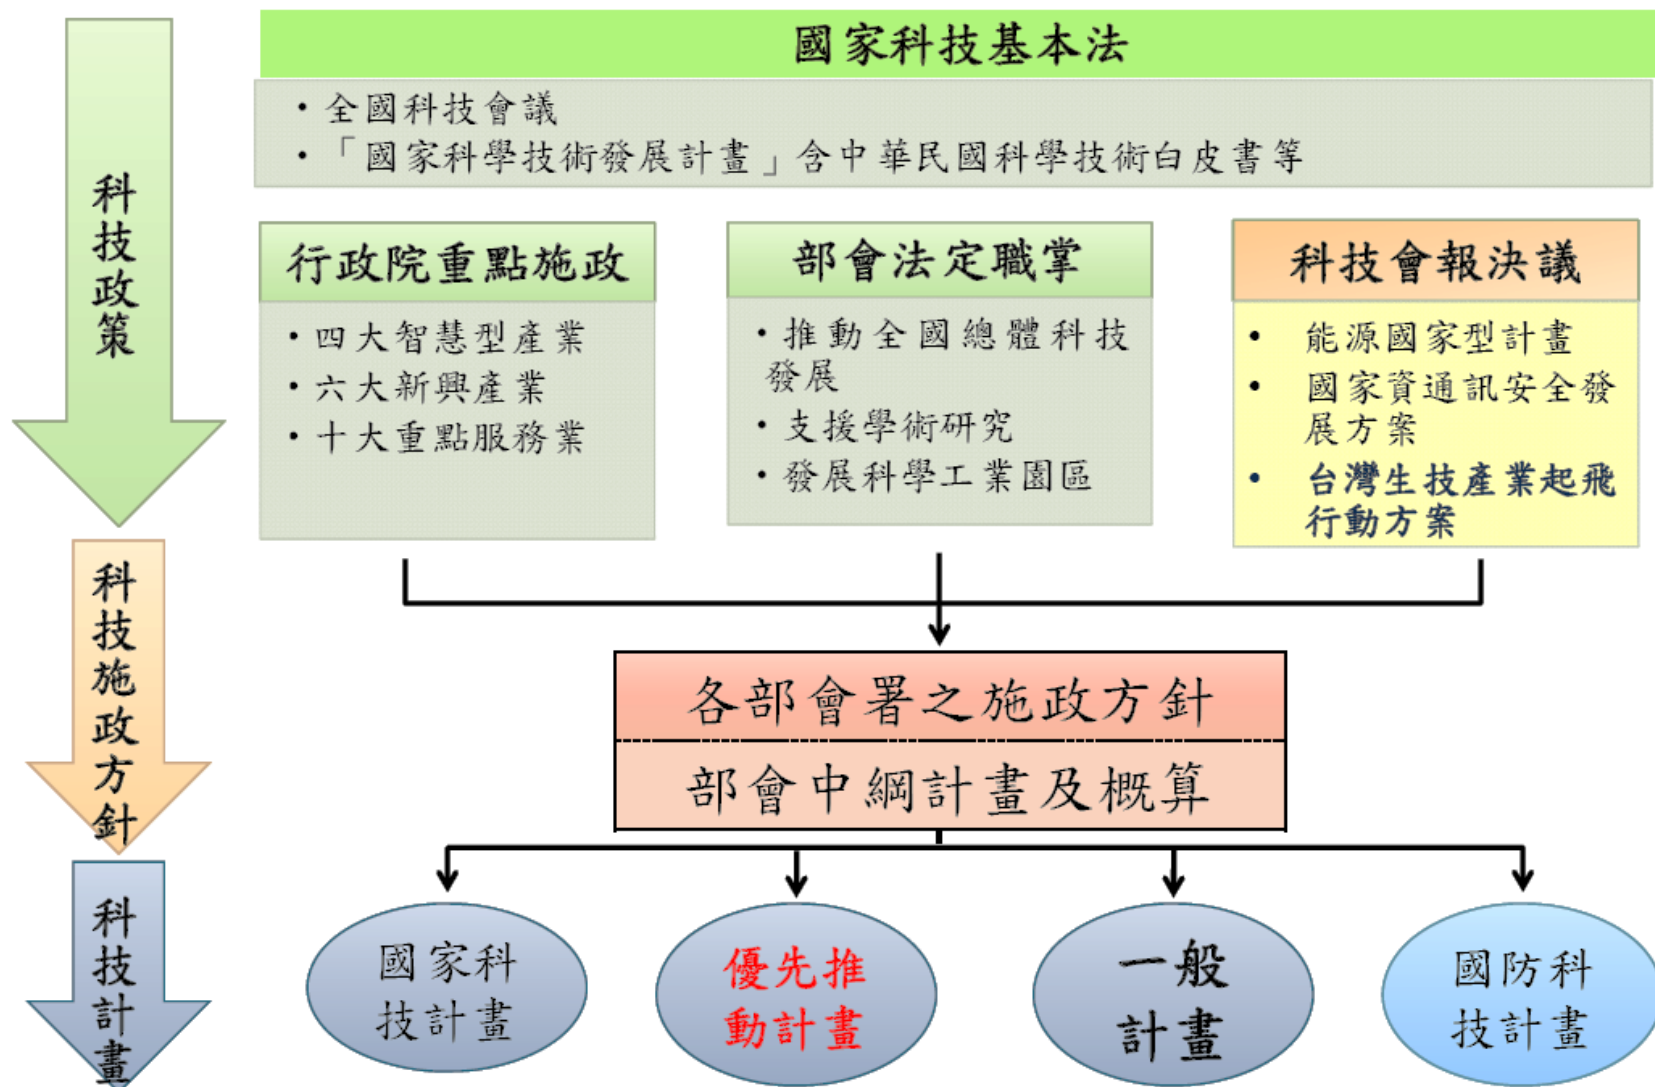 國家科技基本法
・全國科技會議
・「國家科學技術發展計畫」含中華民國科學技術白皮書等
科
技
政
策
行政院重點施政
・四大智慧型產業
・六大新興產業
・十大重點服務業
部會法定職掌
・推動全國總體科技
發展
・支援學術研究
・發展科學工業園區
科技會報決議
• 能源國家型計畫
• 國家資通訊安全發
展方案
• 台灣生技產業起飛
行動方案
科
技
施
政
方
針
各部會署之施政方針
部會中綱計畫及概算
科
技
計
畫
國家科
技計畫
優先推
動計畫
一般
計畫
國防科
技計畫